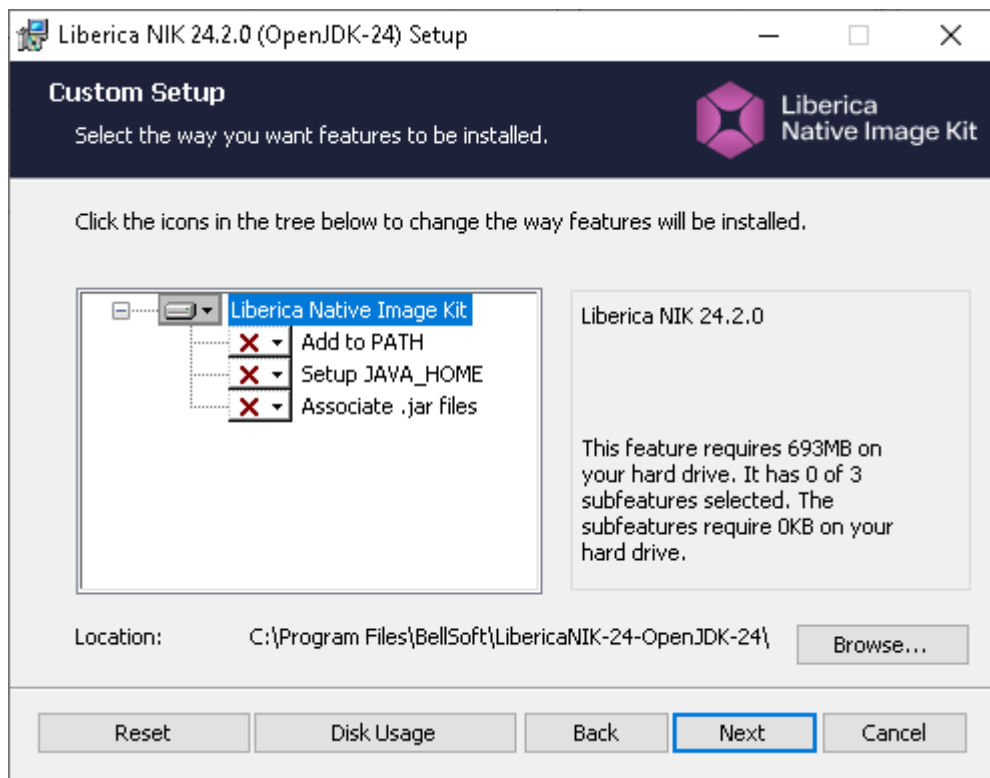 Liberica NIK 24.2.0 (OpenJDK-24) Setup
Custom Setup
Select the way you want features to be installed.
Liberica
Native Image Kit
Click the icons in the tree below to change the way features will be installed.
Liberica Native Image Kit
Add to PATH
Setup JAVA_HOME
Associate .jar files
Liberica NIK 24.2.0
This feature requires 693MB on
your hard drive. It has 0 of 3
subfeatures selected. The
subfeatures require 0KB on your
hard drive.
Location: C:\Program Files\BellSoft\LibericaNIK-24-OpenJDK-24\ Browse...
Reset Disk Usage Back Next Cancel